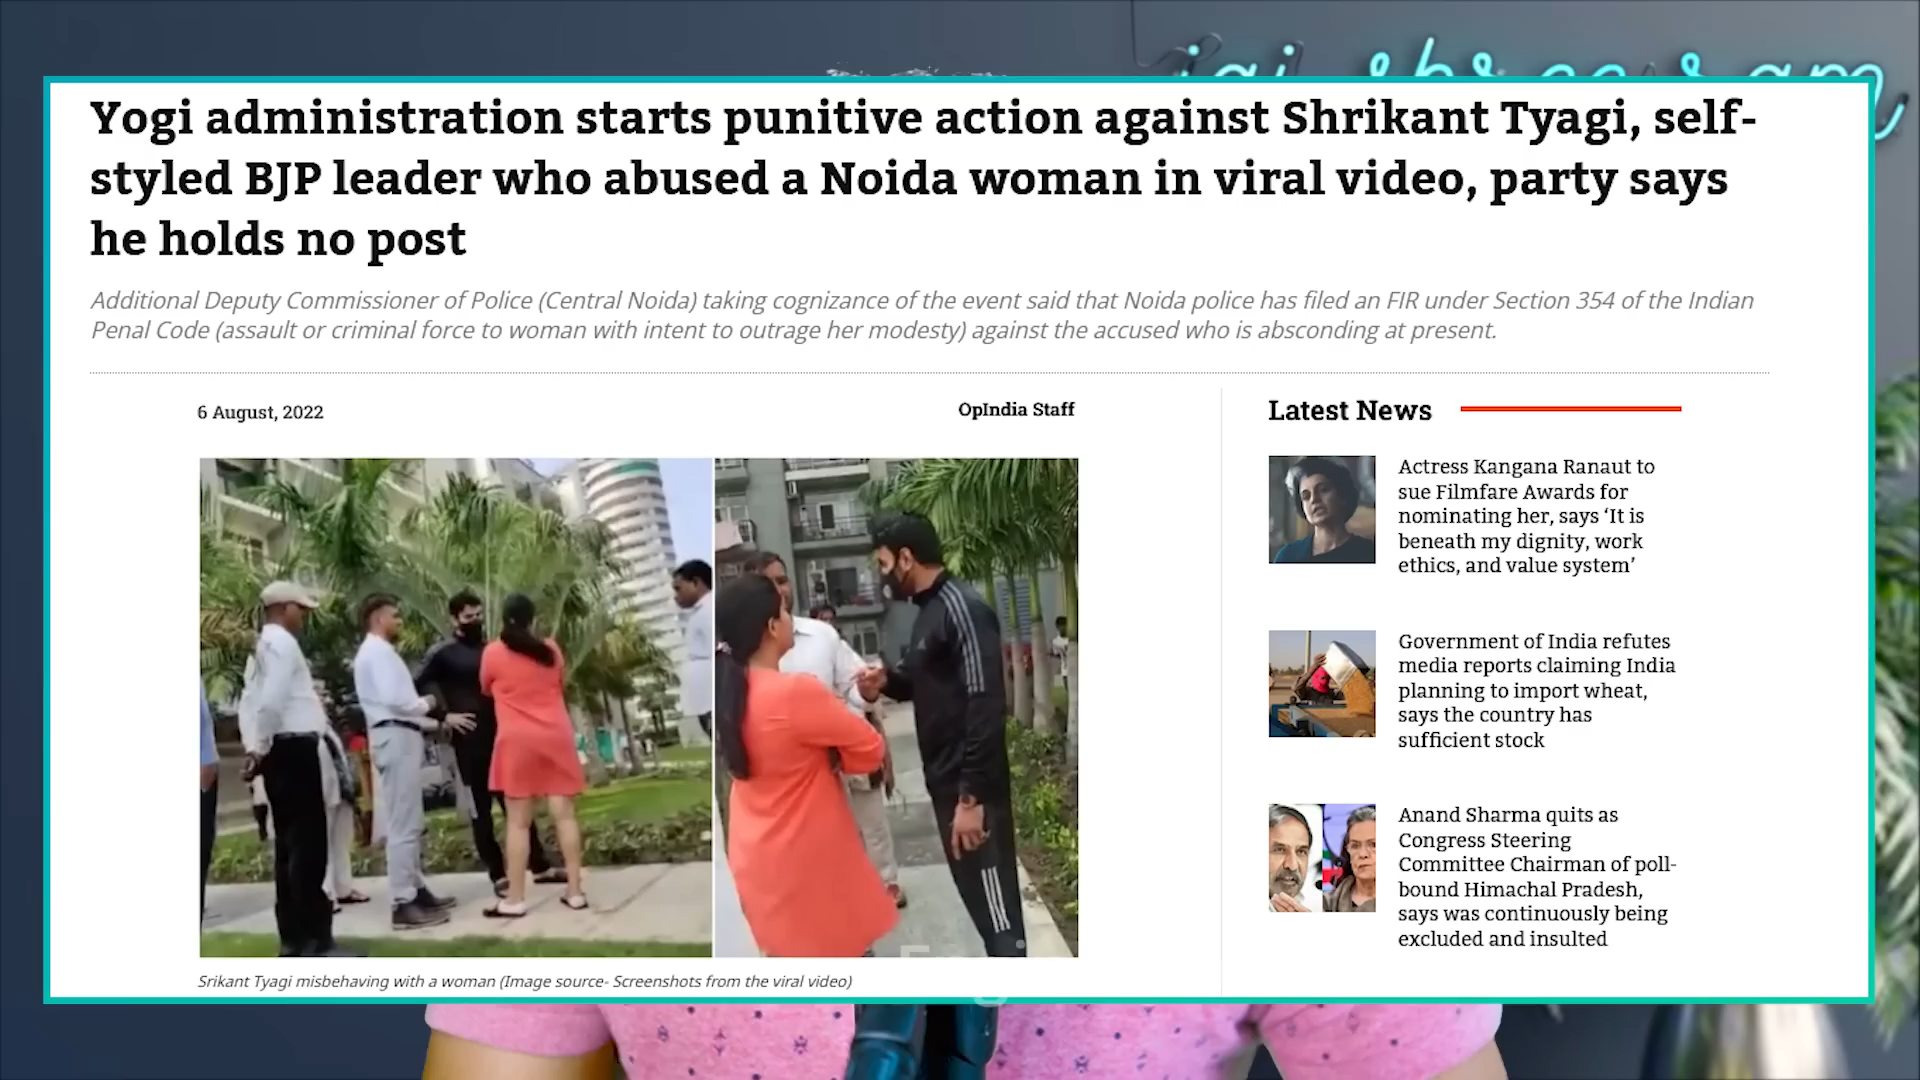 jai shree ram
Yogi administration starts punitive action against Shrikant Tyagi, self-
styled BJP leader who abused a Noida woman in viral video, party says
he holds no post
Additional Deputy Commissioner of Police (Central Noida) taking cognizance of the event said that Noida police has filed an FIR under Section 354 of the Indian
Penal Code (assault or criminal force to woman with intent to outrage her modesty) against the accused who is absconding at present.
6 August, 2022
OpIndia Staff
Srikant Tyagi misbehaving with a woman (Image source- Screenshots from the viral video)
Latest News
Actress Kangana Ranaut to
sue Filmfare Awards for
nominating her, says ‘It is
beneath my dignity, work
ethics, and value system’
Government of India refutes
media reports claiming India
planning to import wheat,
says the country has
sufficient stock
Anand Sharma quits as
Congress Steering
Committee Chairman of poll-
bound Himachal Pradesh,
says was continuously being
excluded and insulted